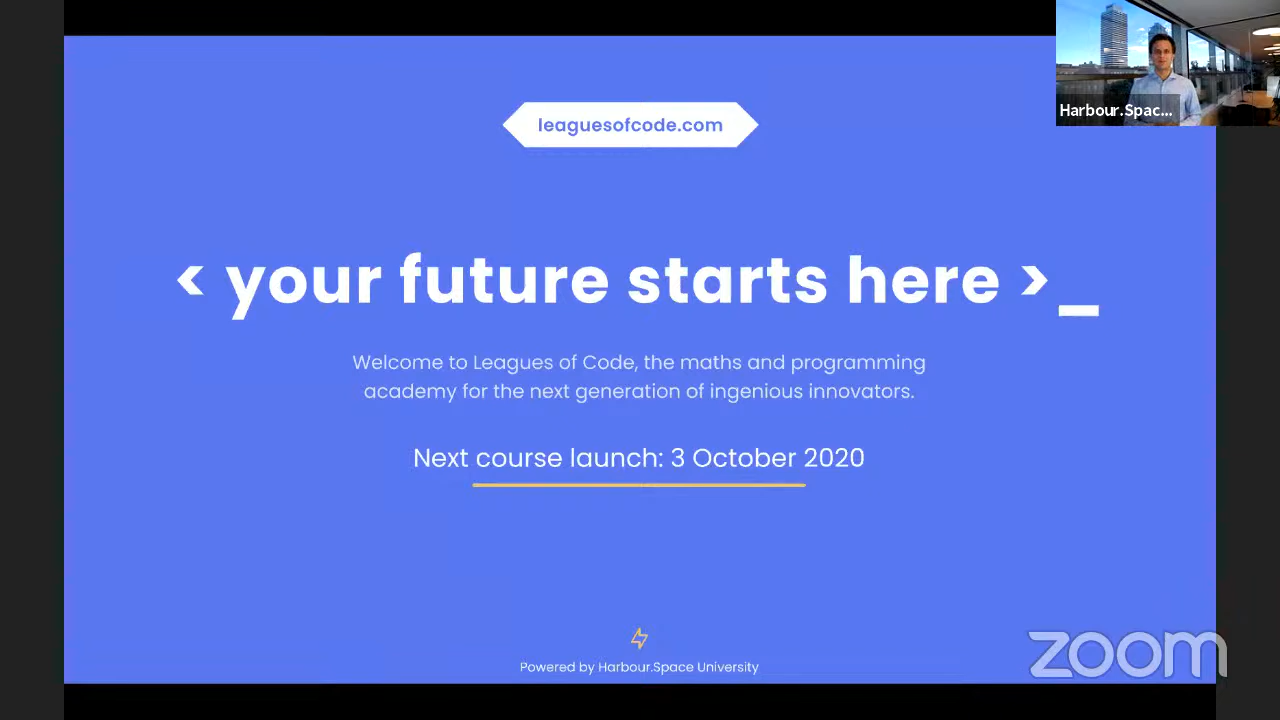 Harbour.Spac...
leaguesofcode.com
< your future starts here >_
Welcome to Leagues of Code, the maths and programming
academy for the next generation of ingenious innovators.
Next course launch: 3 October 2020
Powered by Harbour.Space University
zoom